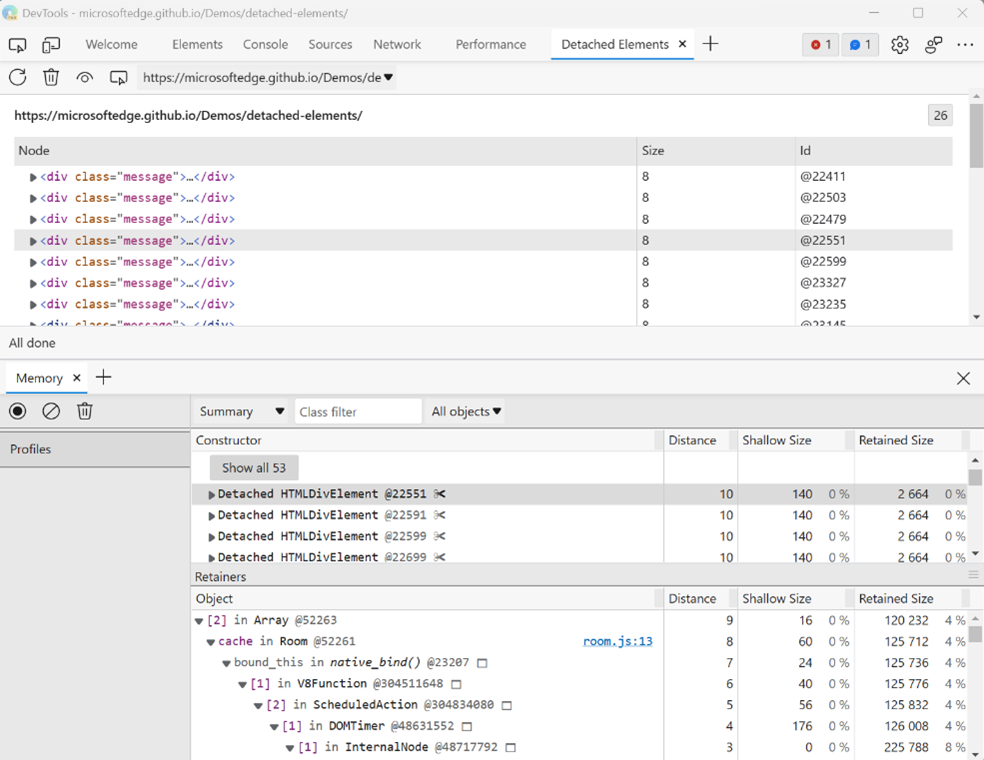 DevTools - microsoftedge.github.io/Demos/detached-elements/
Welcome Elements Console Sources Network Performance Detached Elements × + 1 1
https://microsoftedge.github.io/Demos/de
https://microsoftedge.github.io/Demos/detached-elements/ 26
Node Size Id
<div class="message">…</div> 8 @22411
<div class="message">…</div> 8 @22503
<div class="message">…</div> 8 @22479
<div class="message">…</div> 8 @22551
<div class="message">…</div> 8 @22599
<div class="message">…</div> 8 @23327
<div class="message">…</div> 8 @23235
<div class="message">…</div> 8 @23145
All done
Memory × +
Summary Class filter All objects
Profiles
Constructor Distance Shallow Size Retained Size
Show all 53
Detached HTMLDivElement @22551 10 140 0 % 2 664 0 %
Detached HTMLDivElement @22591 10 140 0 % 2 664 0 %
Detached HTMLDivElement @22599 10 140 0 % 2 664 0 %
Detached HTMLDivElement @22699 10 140 0 % 2 664 0 %
Retainers
Object Distance Shallow Size Retained Size
[2] in Array @52263 9 16 0 % 120 232 4 %
cache in Room @52261 room.js:13 8 60 0 % 125 712 4 %
bound_this in native_bind() @23207 7 24 0 % 125 736 4 %
[1] in V8Function @304511648 6 40 0 % 125 776 4 %
[2] in ScheduledAction @304834080 5 56 0 % 125 832 4 %
[1] in DOMTimer @48631552 4 176 0 % 126 008 4 %
[1] in InternalNode @48717792 3 0 0 % 225 788 8 %